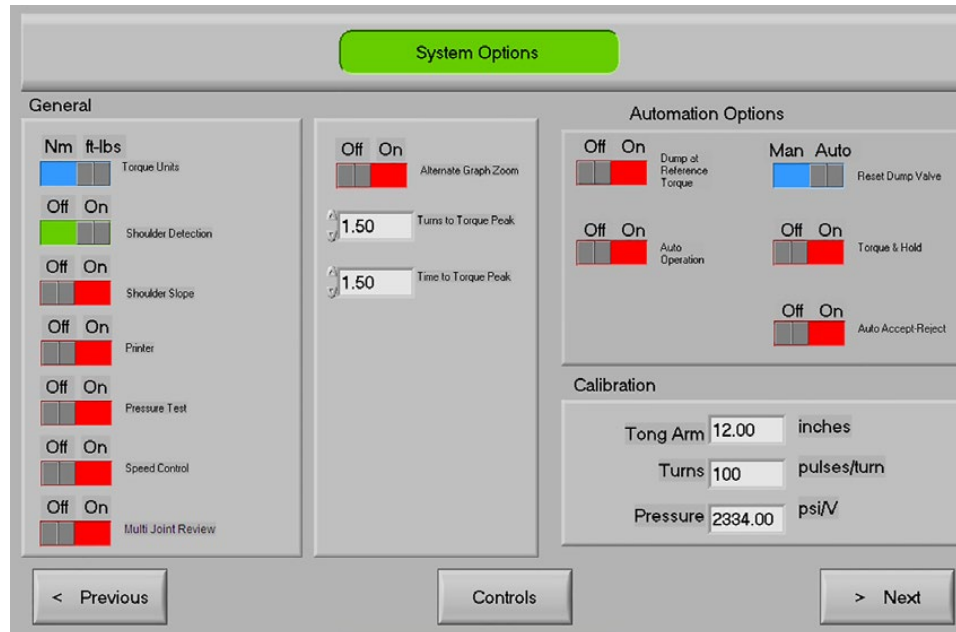 System Options
General
Nm ft-lbs
Torque Units
Off On
Shoulder Detection
Off On
Shoulder Slope
Off On
Printer
Off On
Pressure Test
Off On
Speed Control
Off On
Multi Joint Review
Off On
Alternate Graph Zoom
1.50
Turns to Torque Peak
1.50
Time to Torque Peak
Automation Options
Off On
Dump at
Reference
Torque
Man Auto
Reset Dump Valve
Off On
Auto
Operation
Off On
Torque & Hold
Off On
Auto Accept-Reject
Calibration
Tong Arm 12.00 inches
Turns 100 pulses/turn
Pressure 2334.00 psi/V
< Previous
Controls
> Next